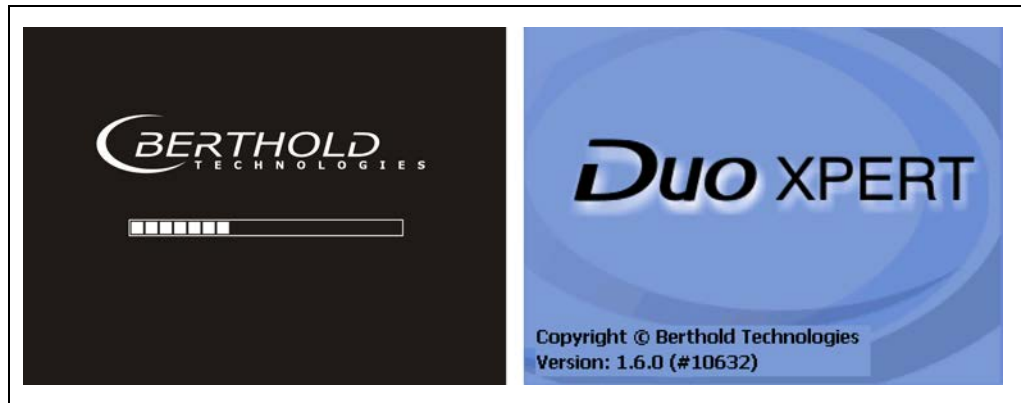 BERTHOLD
TECHNOLOGIES
Duo XPERT
Copyright © Berthold Technologies
Version: 1.6.0 (#10632)